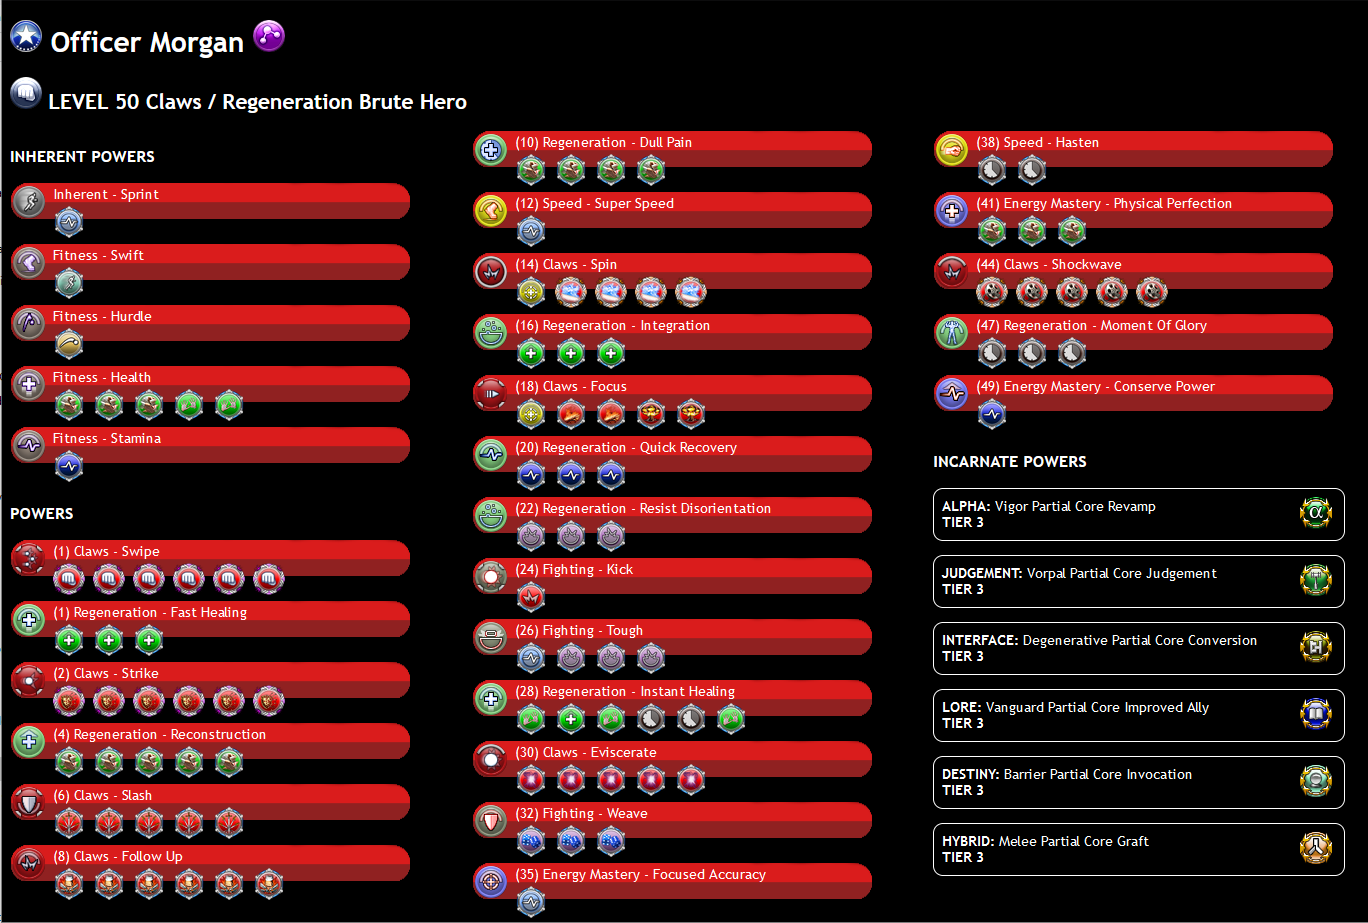 Officer Morgan
LEVEL 50 Claws / Regeneration Brute Hero
INHERENT POWERS
Inherent - Sprint
Fitness - Swift
Fitness - Hurdle
Fitness - Health
Fitness - Stamina
POWERS
(1) Claws - Swipe
(1) Regeneration - Fast Healing
(2) Claws - Strike
(4) Regeneration - Reconstruction
(6) Claws - Slash
(8) Claws - Follow Up
(10) Regeneration - Dull Pain
(12) Speed - Super Speed
(14) Claws - Spin
(16) Regeneration - Integration
(18) Claws - Focus
(20) Regeneration - Quick Recovery
(22) Regeneration - Resist Disorientation
(24) Fighting - Kick
(26) Fighting - Tough
(28) Regeneration - Instant Healing
(30) Claws - Eviscerate
(32) Fighting - Weave
(35) Energy Mastery - Focused Accuracy
(38) Speed - Hasten
(41) Energy Mastery - Physical Perfection
(44) Claws - Shockwave
(47) Regeneration - Moment Of Glory
(49) Energy Mastery - Conserve Power
INCARNATE POWERS
ALPHA: Vigor Partial Core Revamp
TIER 3
JUDGEMENT: Vorpal Partial Core Judgement
TIER 3
INTERFACE: Degenerative Partial Core Conversion
TIER 3
LORE: Vanguard Partial Core Improved Ally
TIER 3
DESTINY: Barrier Partial Core Invocation
TIER 3
HYBRID: Melee Partial Core Graft
TIER 3